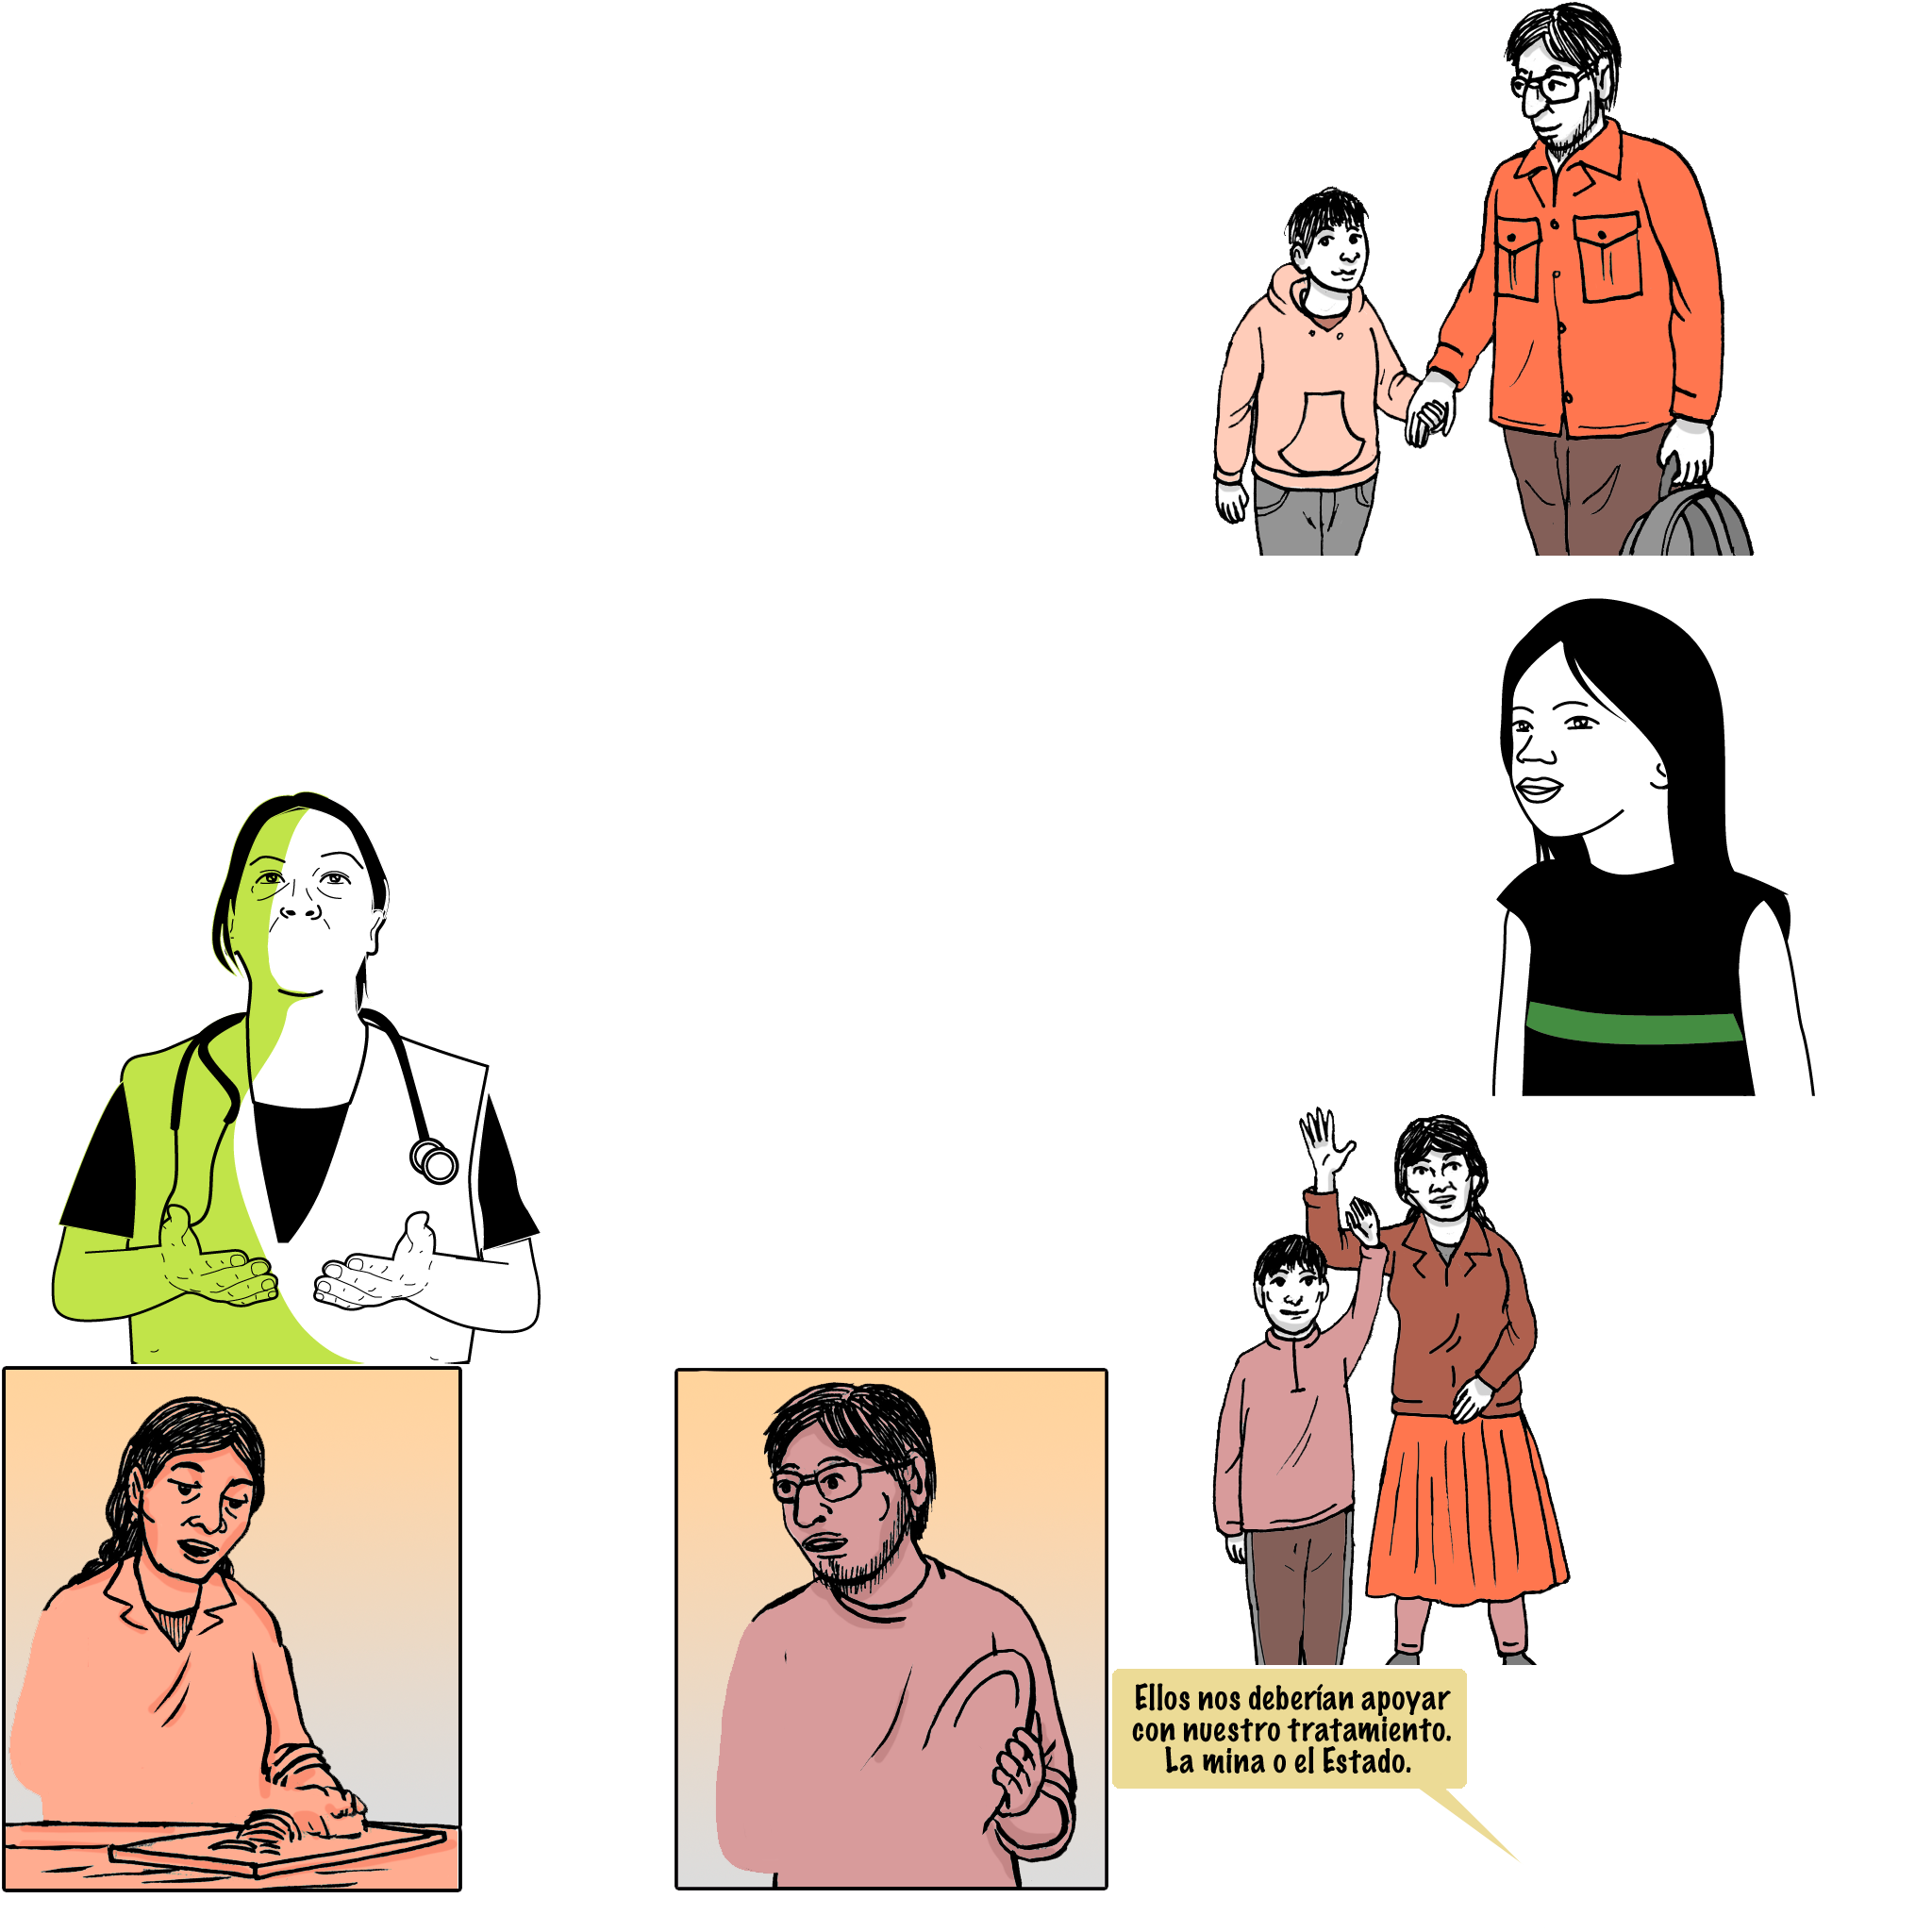 Ellos nos deberían apoyar
con nuestro tratamiento.
La mina o el Estado.